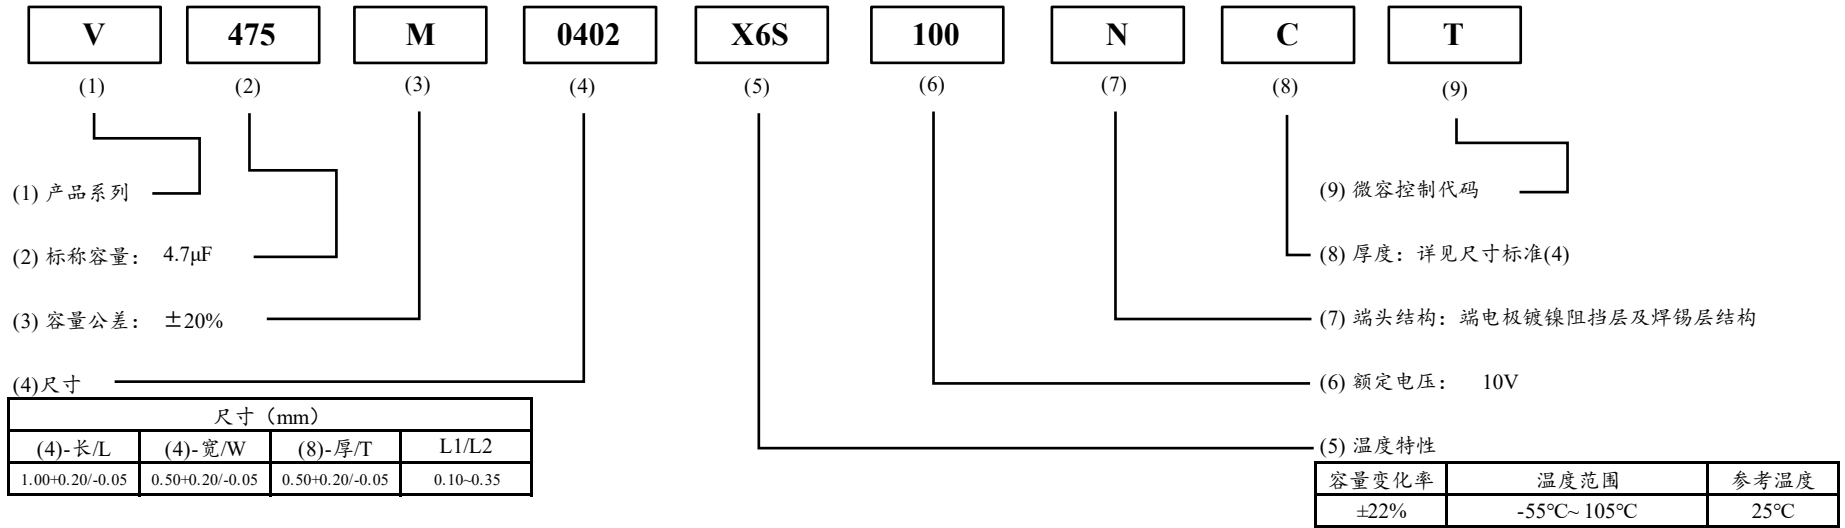 V 475 M 0402 X6S 100 N C T
(1) (2) (3) (4) (5) (6) (7) (8) (9)
(1) 产品系列
(9) 微容控制代码
(2) 标称容量： 4.7μF
(8) 厚度：详见尺寸标准(4)
(3) 容量公差： ±20%
(7) 端头结构：端电极镀镍阻挡层及焊锡层结构
(4)尺寸
(6) 额定电压： 10V
尺寸（mm）
(4)-长/L (4)-宽/W (8)-厚/T L1/L2
1.00+0.20/-0.05 0.50+0.20/-0.05 0.50+0.20/-0.05 0.10~0.35
(5) 温度特性
容量变化率 温度范围 参考温度
±22% -55℃~ 105℃ 25℃